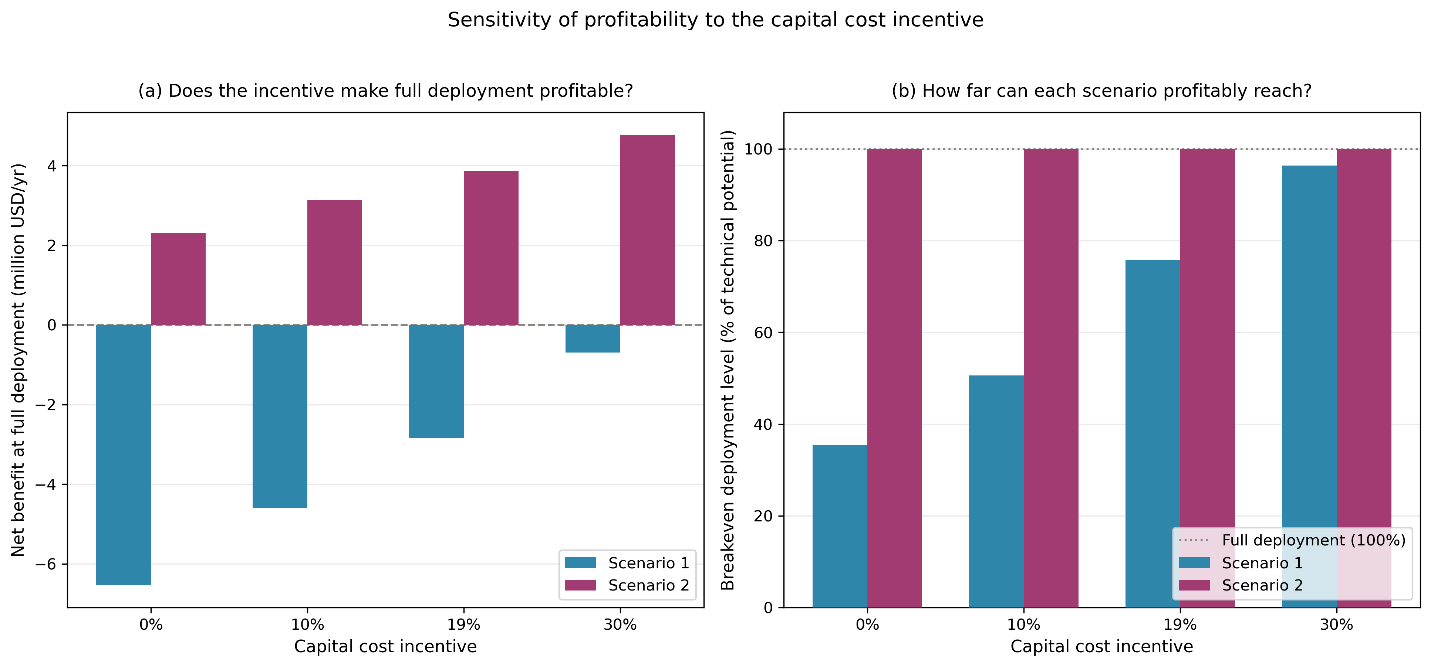 Sensitivity of profitability to the capital cost incentive
(a) Does the incentive make full deployment profitable?
Net benefit at full deployment (million USD/yr)
4
2
0
−2
−4
−6
0%
10%
19%
30%
Capital cost incentive
Scenario 1
Scenario 2
(b) How far can each scenario profitably reach?
Breakeven deployment level (% of technical potential)
100
80
60
40
20
0
0%
10%
19%
30%
Capital cost incentive
Full deployment (100%)
Scenario 1
Scenario 2